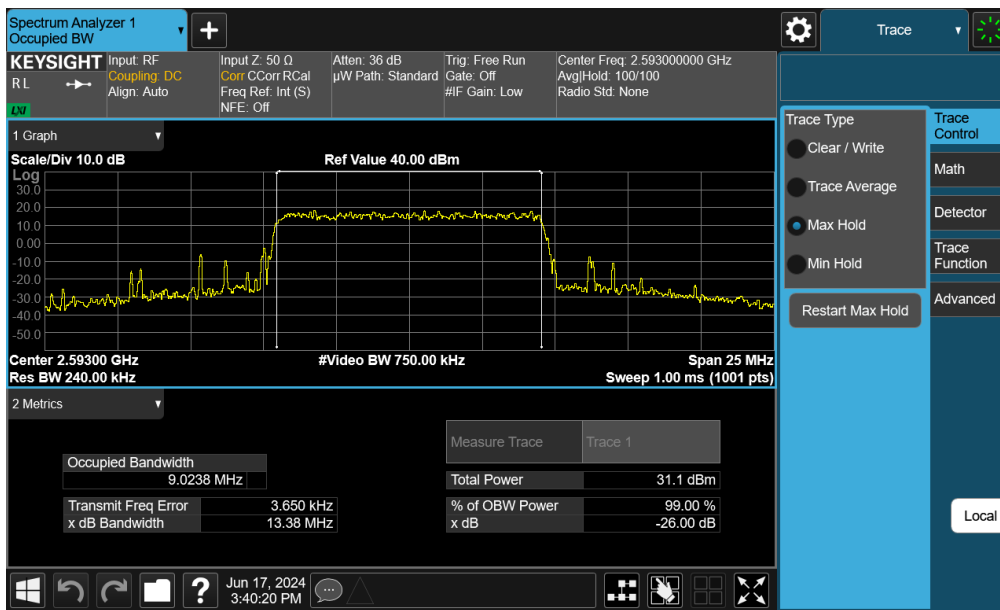 Spectrum Analyzer 1
Occupied BW
Trace
KEYSIGHT
R L
LXI
Input: RF
Coupling: DC
Align: Auto
Input Z: 50 Ω
Corr CCorr RCal
Freq Ref: Int (S)
NFE: Off
Atten: 36 dB
µW Path: Standard
Trig: Free Run
Gate: Off
#IF Gain: Low
Center Freq: 2.593000000 GHz
Avg|Hold: 100/100
Radio Std: None
1 Graph
Scale/Div 10.0 dB
Ref Value 40.00 dBm
Log
30.0
20.0
10.0
0.00
-10.0
-20.0
-30.0
-40.0
-50.0
Center 2.59300 GHz
#Video BW 750.00 kHz
Span 25 MHz
Res BW 240.00 kHz
Sweep 1.00 ms (1001 pts)
2 Metrics
Measure Trace
Trace 1
Occupied Bandwidth
9.0238 MHz
Total Power
31.1 dBm
Transmit Freq Error
3.650 kHz
% of OBW Power
99.00 %
x dB Bandwidth
13.38 MHz
x dB
-26.00 dB
Trace Type
Clear / Write
Trace Average
Max Hold
Min Hold
Restart Max Hold
Trace
Control
Math
Detector
Trace
Function
Advanced
Local
?
Jun 17, 2024
3:40:20 PM